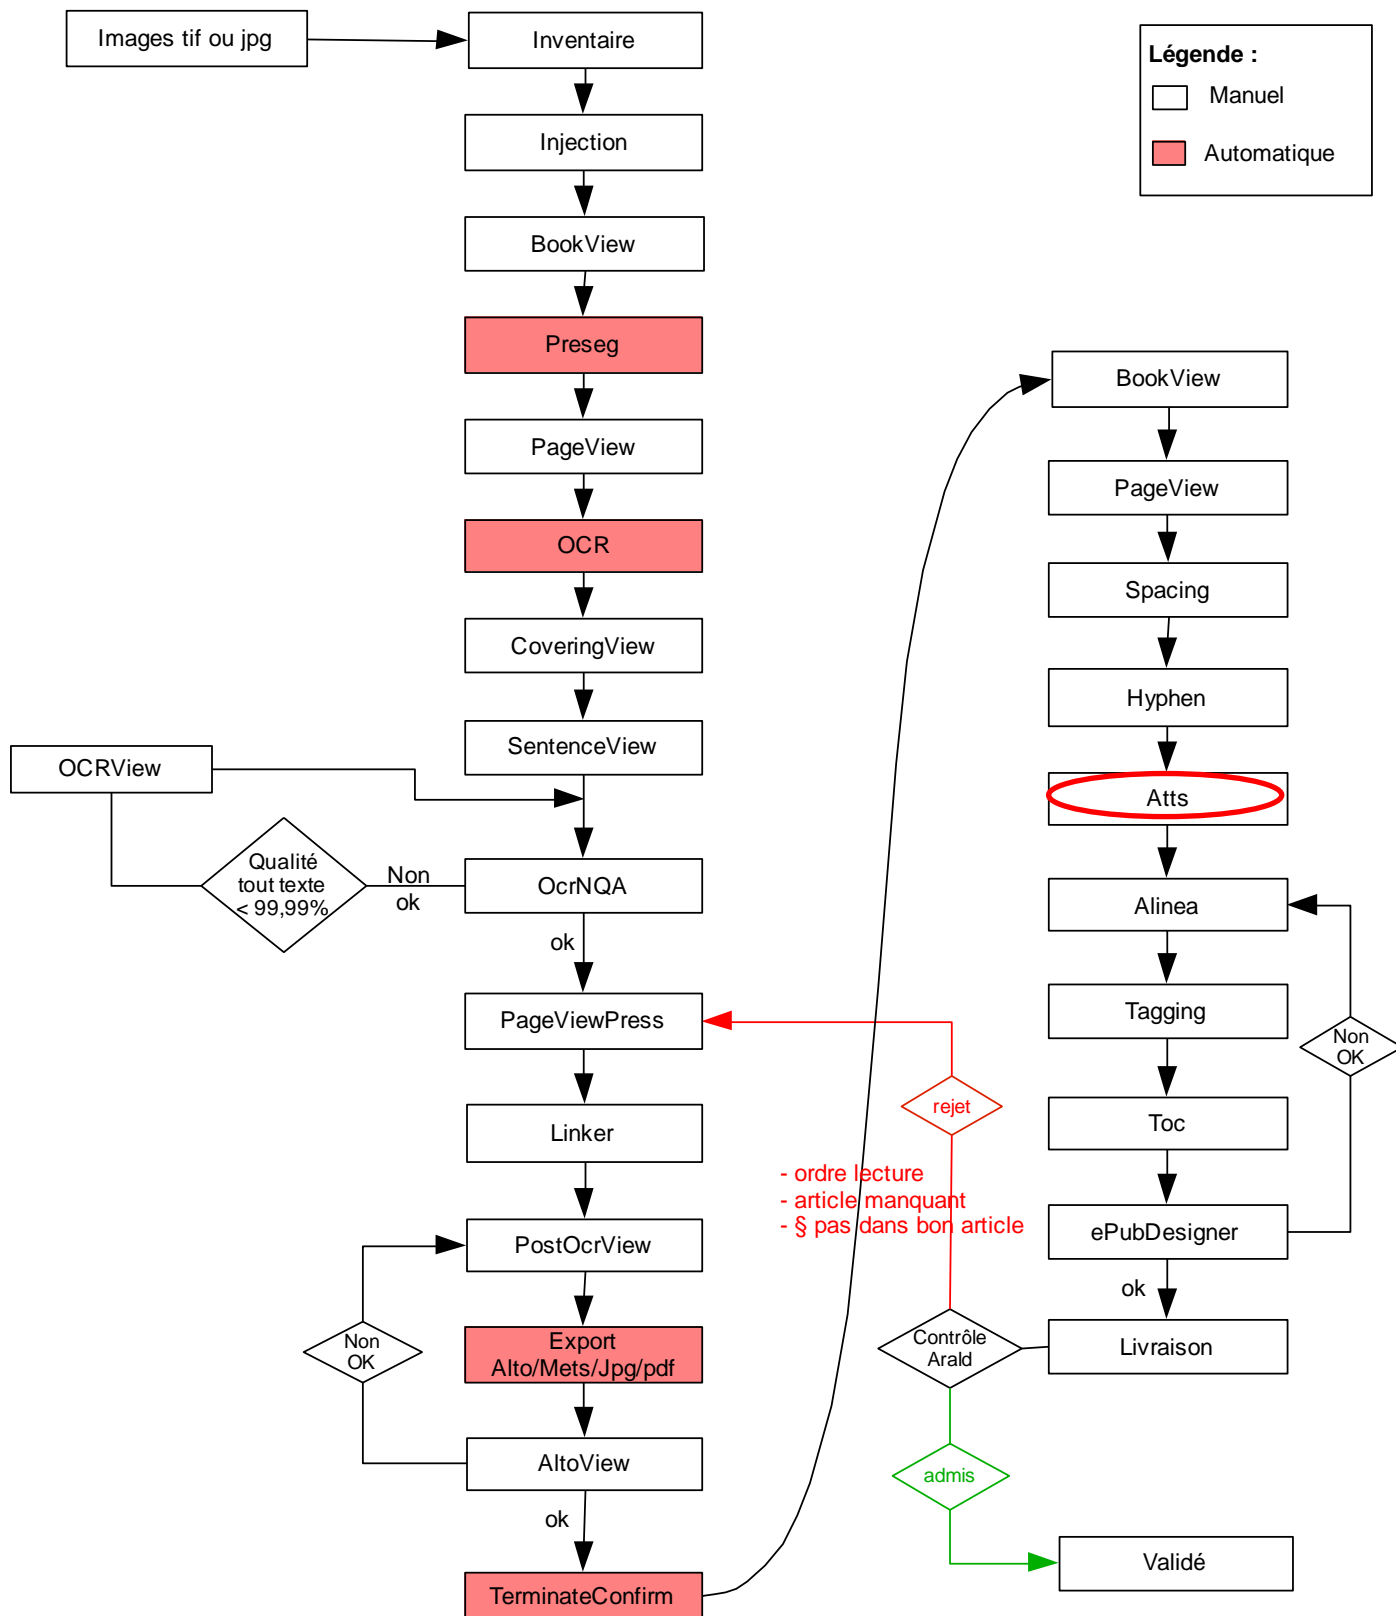 Images tif ou jpg
Inventaire
Injection
BookView
Preseg
PageView
OCR
CoveringView
SentenceView
OCRView
Qualité
tout texte
< 99,99%
Non
ok
OcrNQA
ok
PageViewPress
Linker
PostOcrView
Non
OK
Export
Alto/Mets/Jpg/pdf
AltoView
ok
TerminateConfirm
Légende :
Manuel
Automatique
BookView
PageView
Spacing
Hyphen
Atts
Alinea
Tagging
Non
OK
Toc
ePubDesigner
ok
Livraison
Contrôle
Arald
rejet
- ordre lecture
- article manquant
- § pas dans bon article
admis
Validé